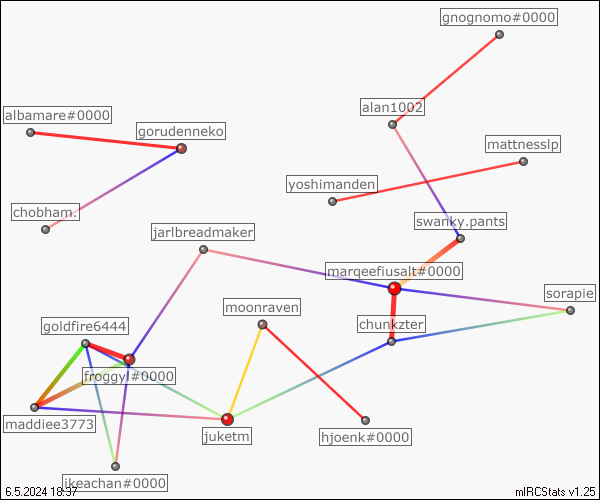 gnognomo#0000
alan1002
albamare#0000
gorudenneko
mattnesslp
yoshimanden
chobham.
swanky.pants
jarlbreadmaker
marqeefiusalt#0000
sorapie
moonraven
chunkzter
goldfire6444
froggyl#0000
maddiee3773
juketm
hjoenk#0000
ikeachan#0000
6.5.2024 18:37
mIRCStats v1.25